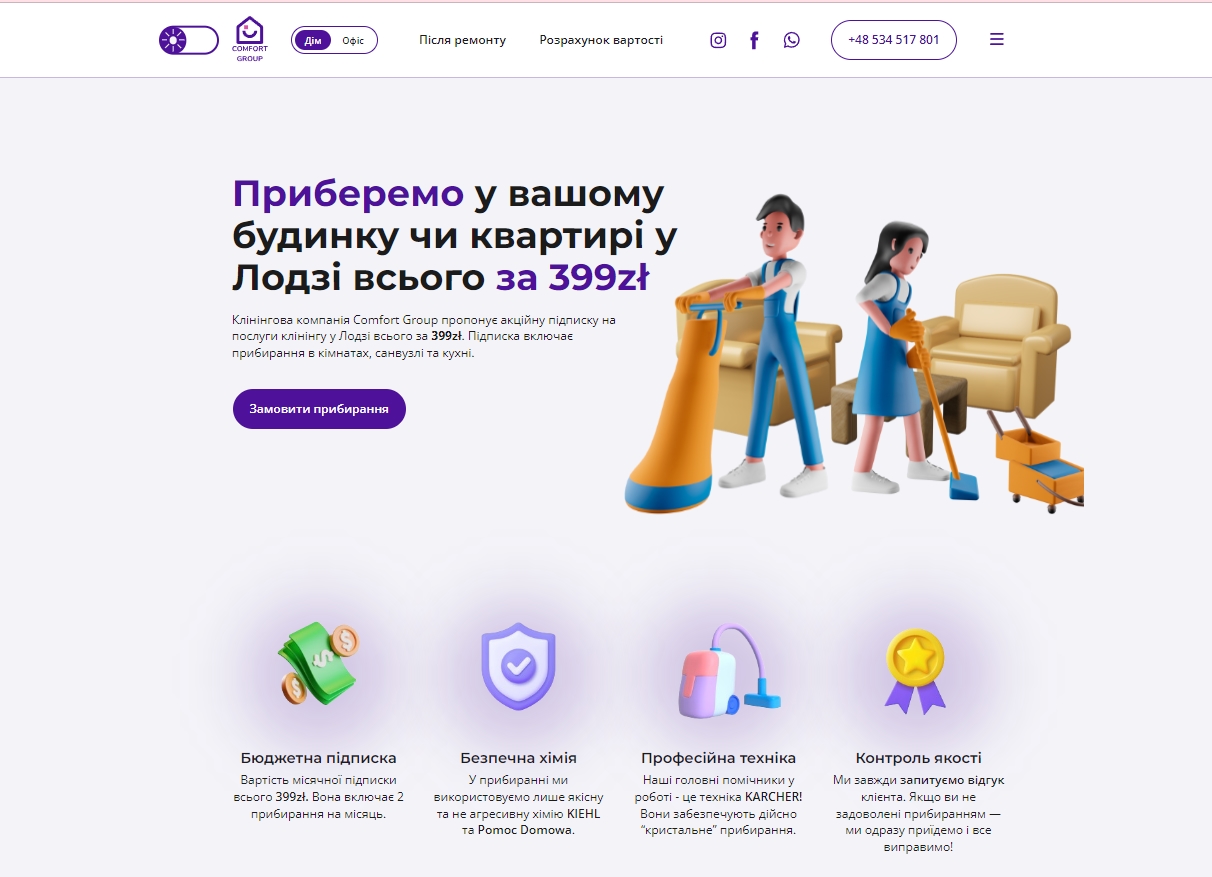 COMFORT
GROUP
Дім Офіс
Після ремонту
Розрахунок вартості
+48 534 517 801
Приберемо у вашому
будинку чи квартирі у
Лодзі всього за 399zł
Клінінгова компанія Comfort Group пропонує акційну підписку на
послуги клінінгу у Лодзі всього за 399zł. Підписка включає
прибирання в кімнатах, санвузлі та кухні.
Замовити прибирання
Бюджетна підписка
Вартість місячної підписки
всього 399zł. Вона включає 2
прибирання на місяць.
Безпечна хімія
У прибиранні ми
використовуємо лише якісну
та не агресивну хімію KIEHL
та Pomoc Domowa.
Професійна техніка
Наші головні помічники у
роботі - це техніка KARCHER!
Вони забезпечують дійсно
“кристальне” прибирання.
Контроль якості
Ми завжди запитуємо відгук
клієнта. Якщо ви не
задоволені прибиранням —
ми одразу приїдемо і все
виправимо!